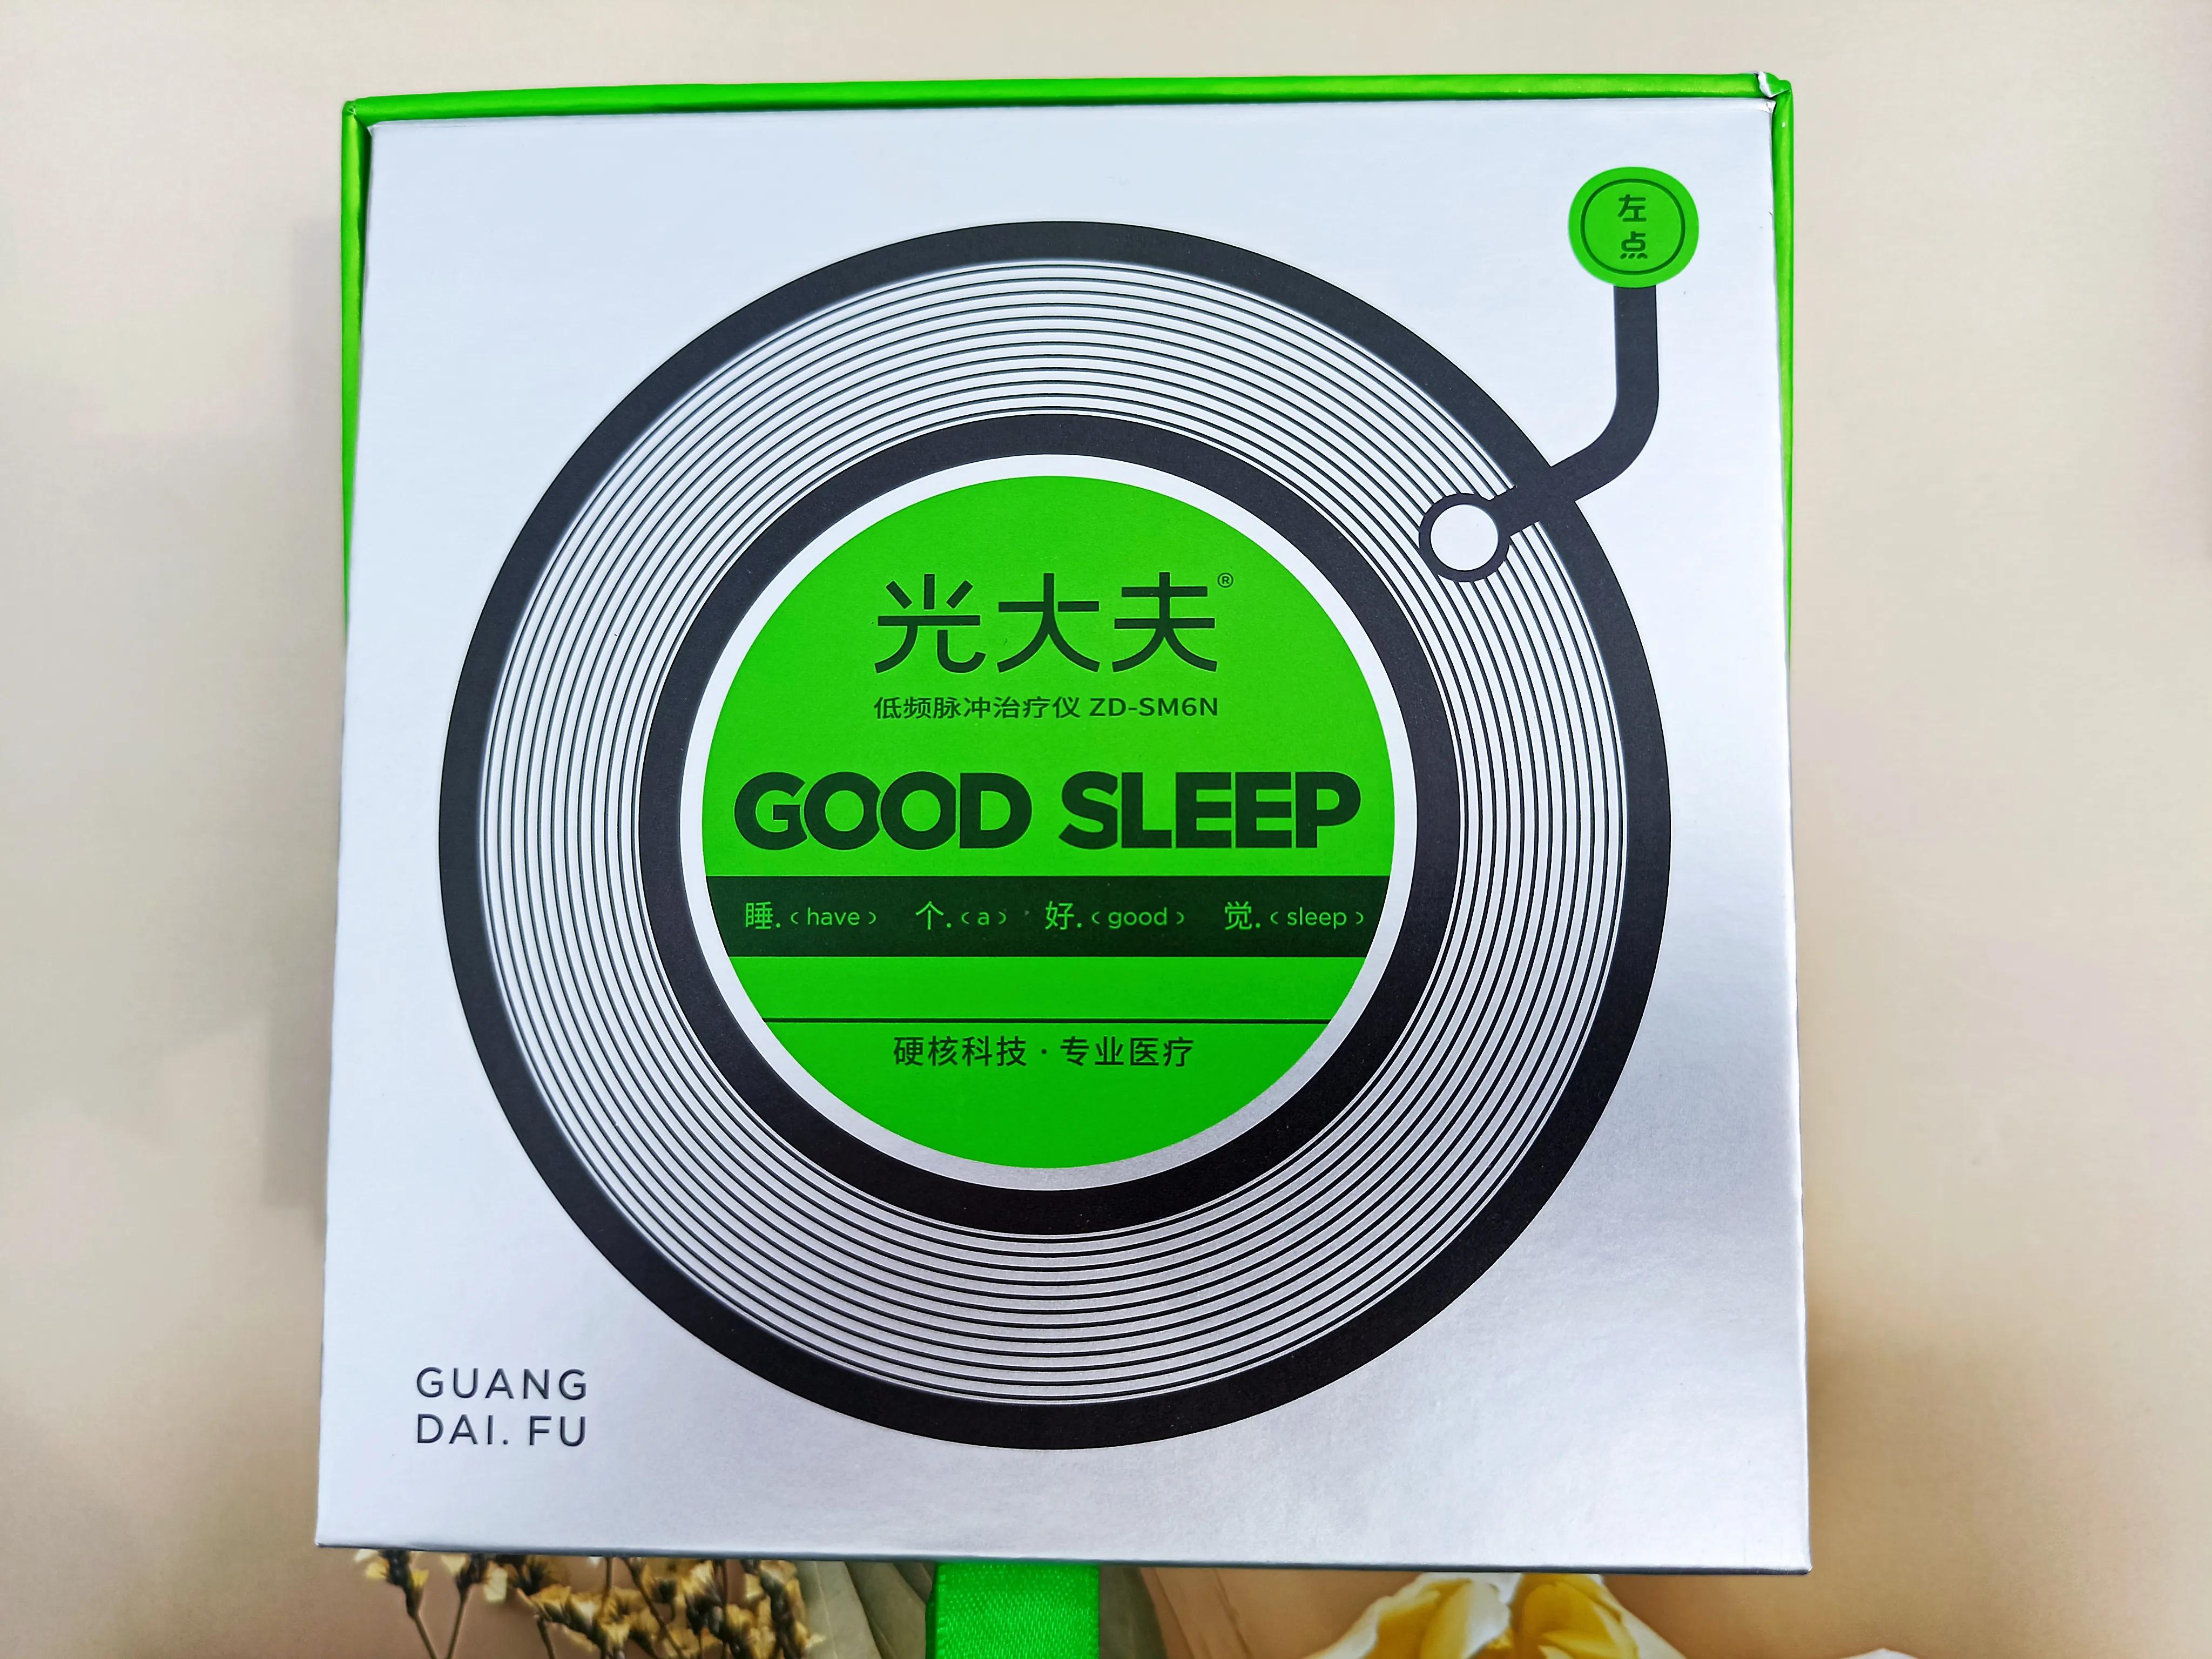 左
点
光大夫®
低频脉冲治疗仪 ZD-SM6N
GOOD SLEEP
睡.‹have› 个.‹a› 好.‹good› 觉.‹sleep›
硬核科技·专业医疗
GUANG
DAI. FU